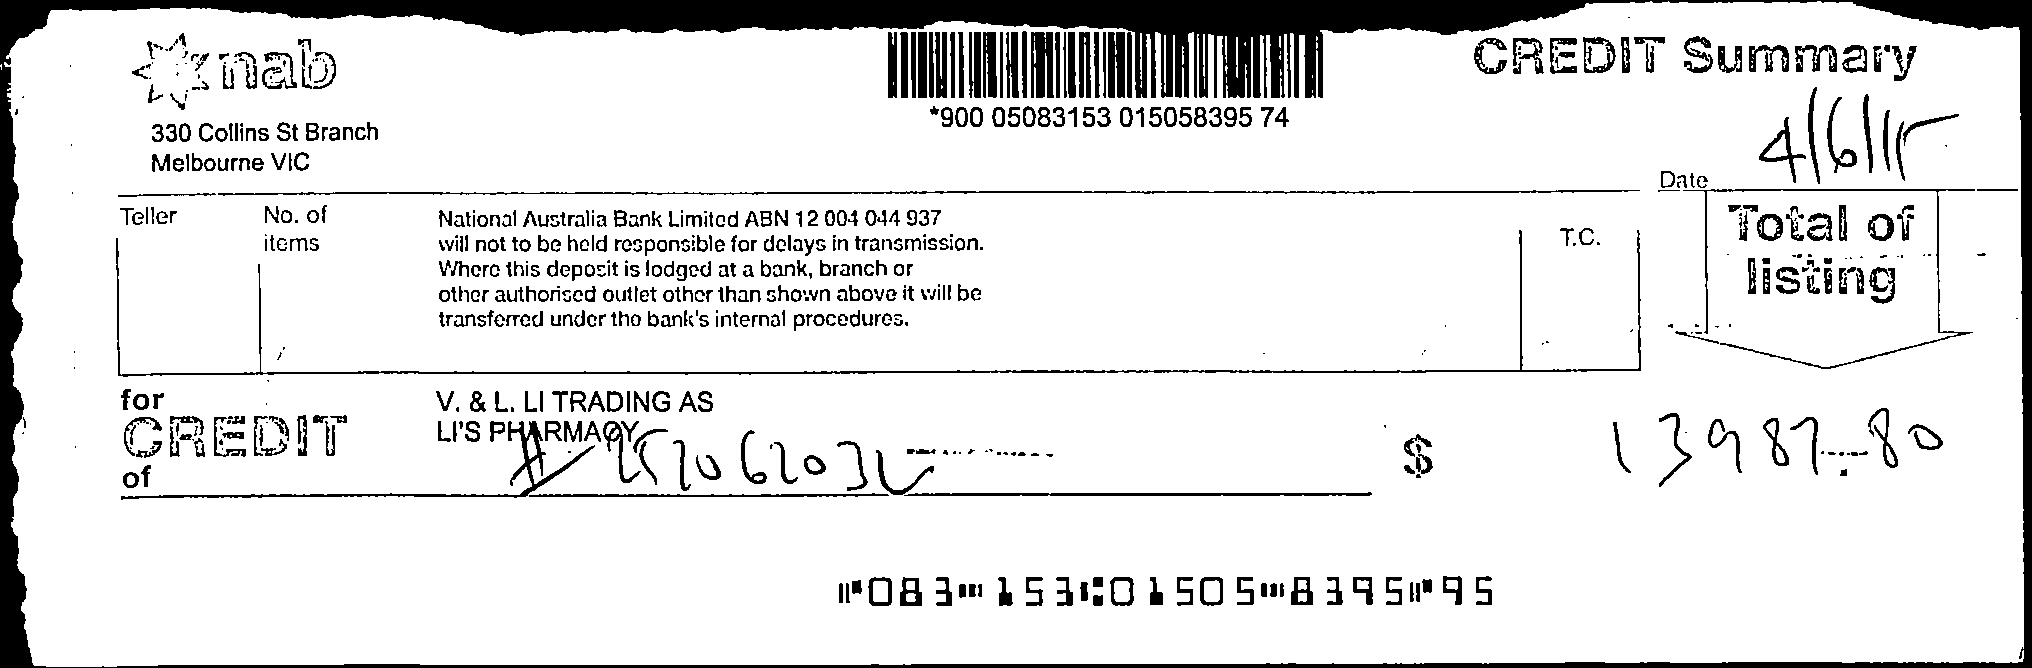 nab
CREDIT Summary
*900 05083153 015058395 74
330 Collins St Branch
Melbourne VIC
4/6/15
Date
Teller
No. of
items
National Australia Bank Limited ABN 12 004 044 937
will not to be held responsible for delays in transmission.
Where this deposit is lodged at a bank, branch or
other authorised outlet other than shown above it will be
transferred under the bank's internal procedures.
T.C.
Total of
listing
for
CREDIT
of
V. & L. LI TRADING AS
LI'S PHARMACY
$
13987.80
⑈083⑉153⑆01505⑉8395⑈95